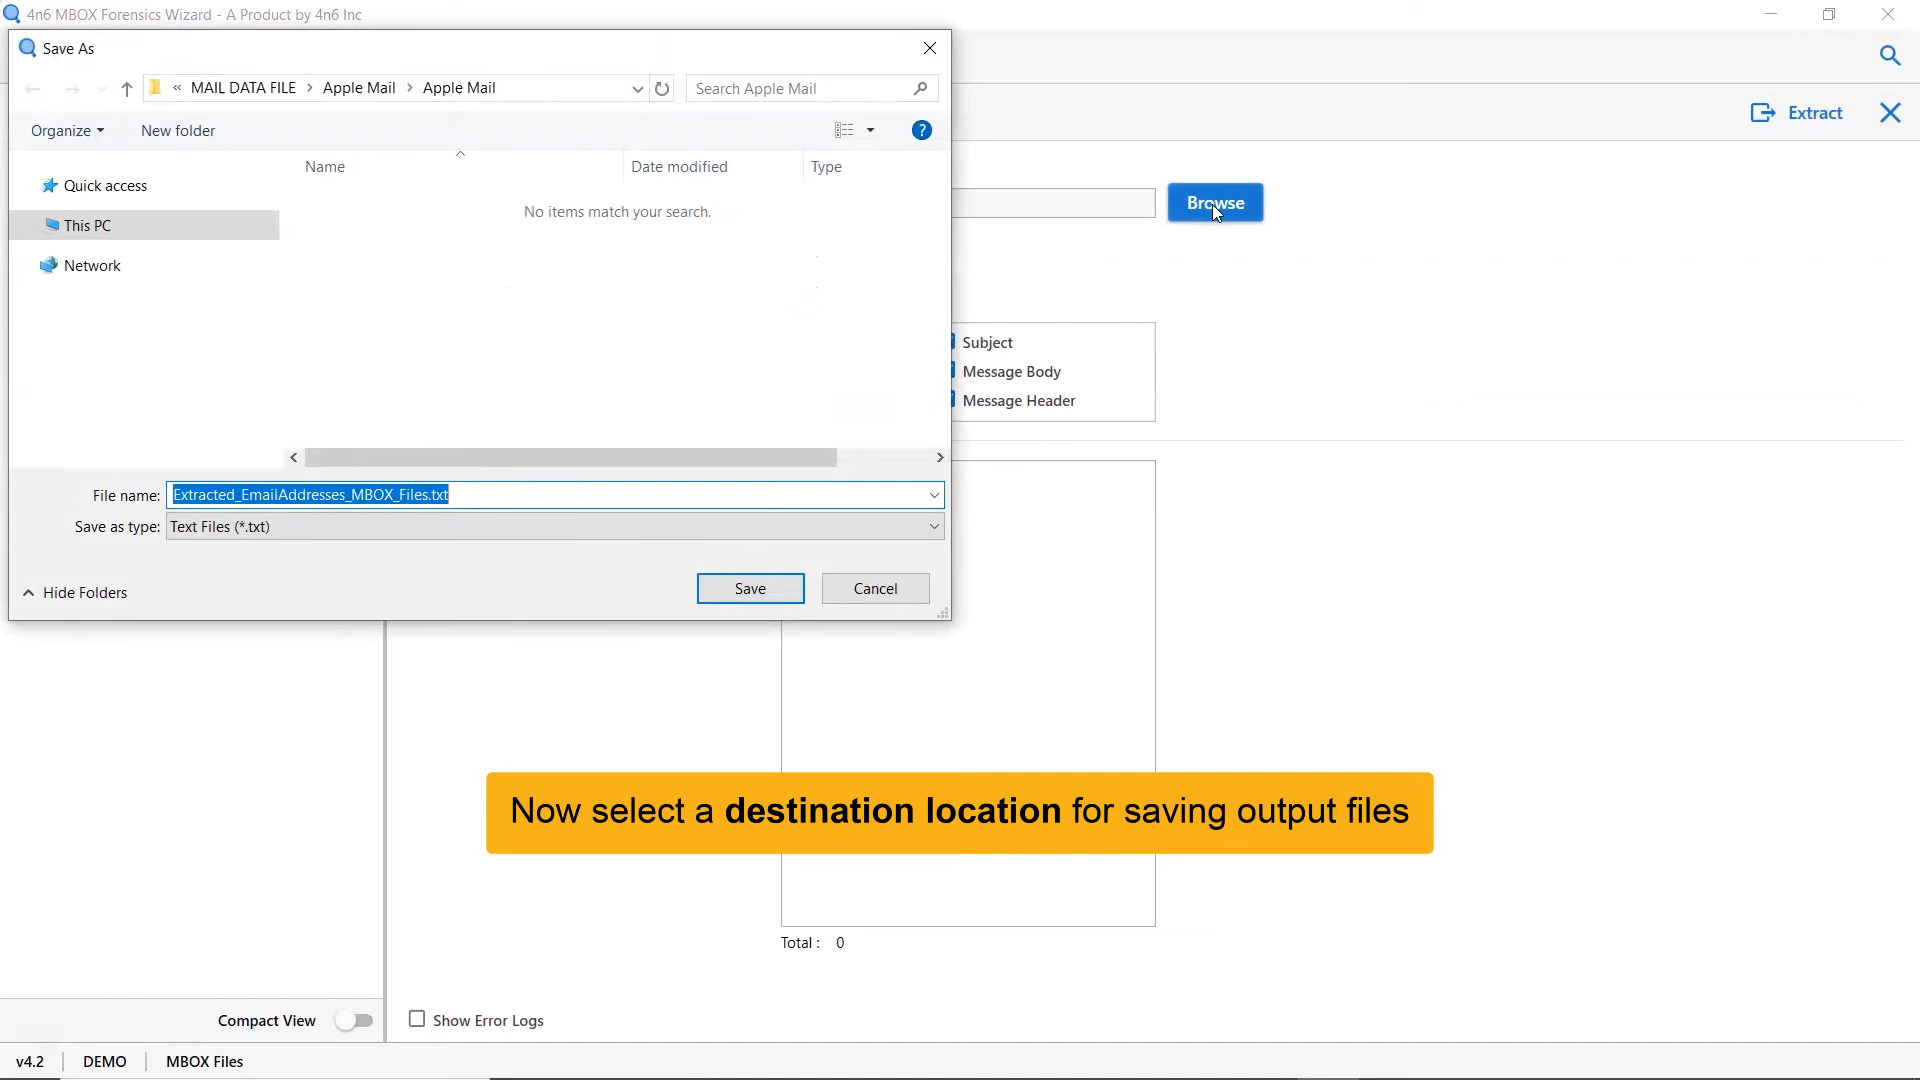 4n6 MBOX Forensics Wizard - A Product by 4n6 Inc
Save As
« MAIL DATA FILE > Apple Mail > Apple Mail
Search Apple Mail
Extract
Organize
New folder
?
Name
Date modified
Type
Quick access
This PC
Network
No items match your search.
Browse
Subject
Message Body
Message Header
File name: Extracted_EmailAddresses_MBOX_Files.txt
Save as type: Text Files (*.txt)
Hide Folders
Save
Cancel
Now select a destination location for saving output files
Total : 0
Compact View
Show Error Logs
v4.2
DEMO
MBOX Files